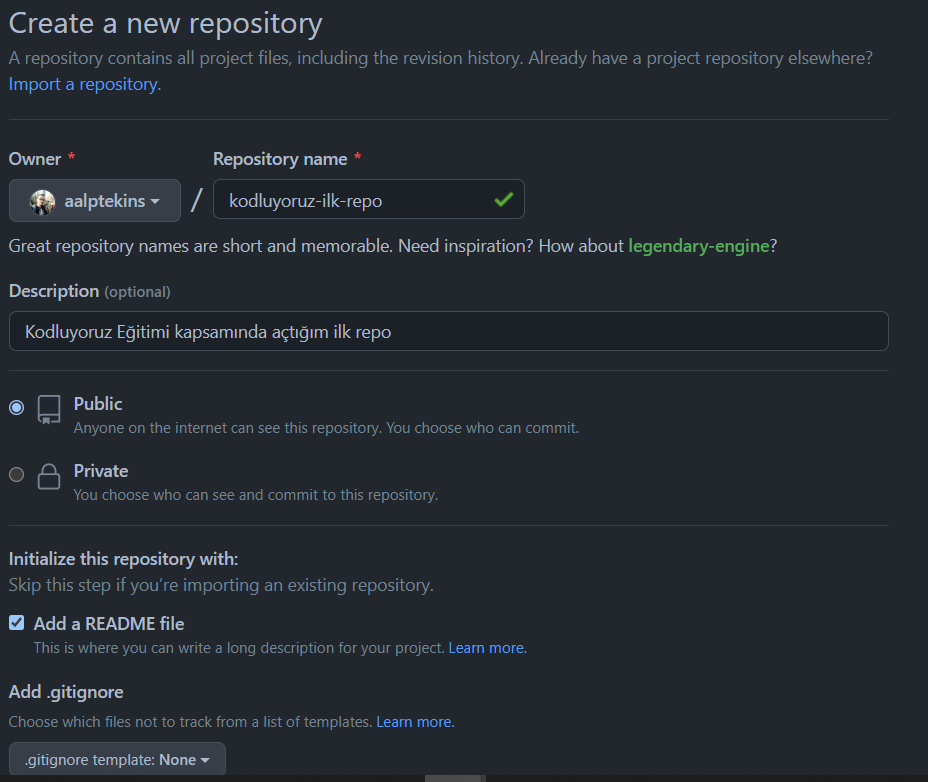 Create a new repository
A repository contains all project files, including the revision history. Already have a project repository elsewhere?
Import a repository.
Owner * Repository name *
aalptekins / kodluyoruz-ilk-repo
Great repository names are short and memorable. Need inspiration? How about legendary-engine?
Description (optional)
Kodluyoruz Eğitimi kapsamında açtığım ilk repo
Public
Anyone on the internet can see this repository. You choose who can commit.
Private
You choose who can see and commit to this repository.
Initialize this repository with:
Skip this step if you’re importing an existing repository.
Add a README file
This is where you can write a long description for your project. Learn more.
Add .gitignore
Choose which files not to track from a list of templates. Learn more.
.gitignore template: None